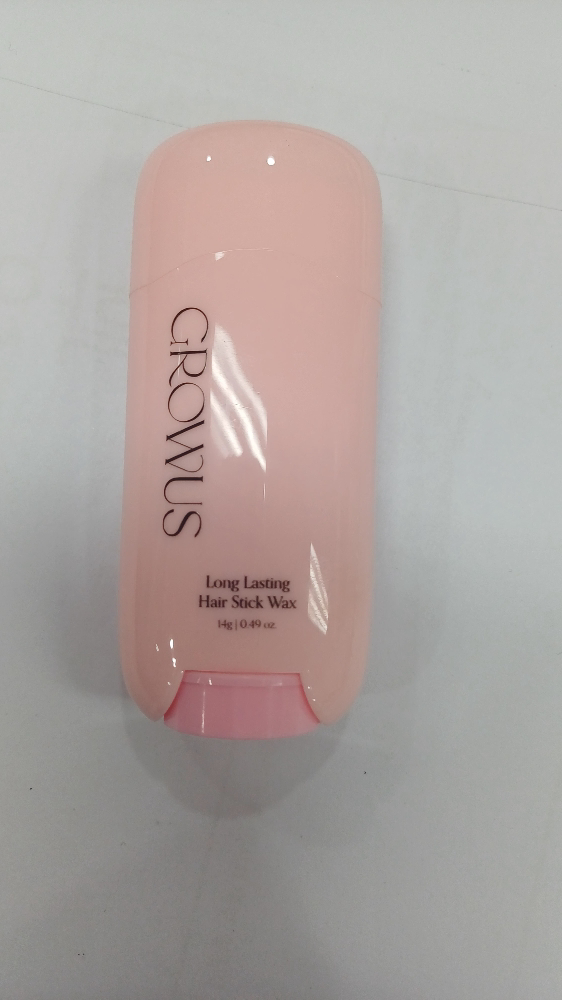 GROWUS
Long Lasting
Hair Stick Wax
14g | 0.49 oz.